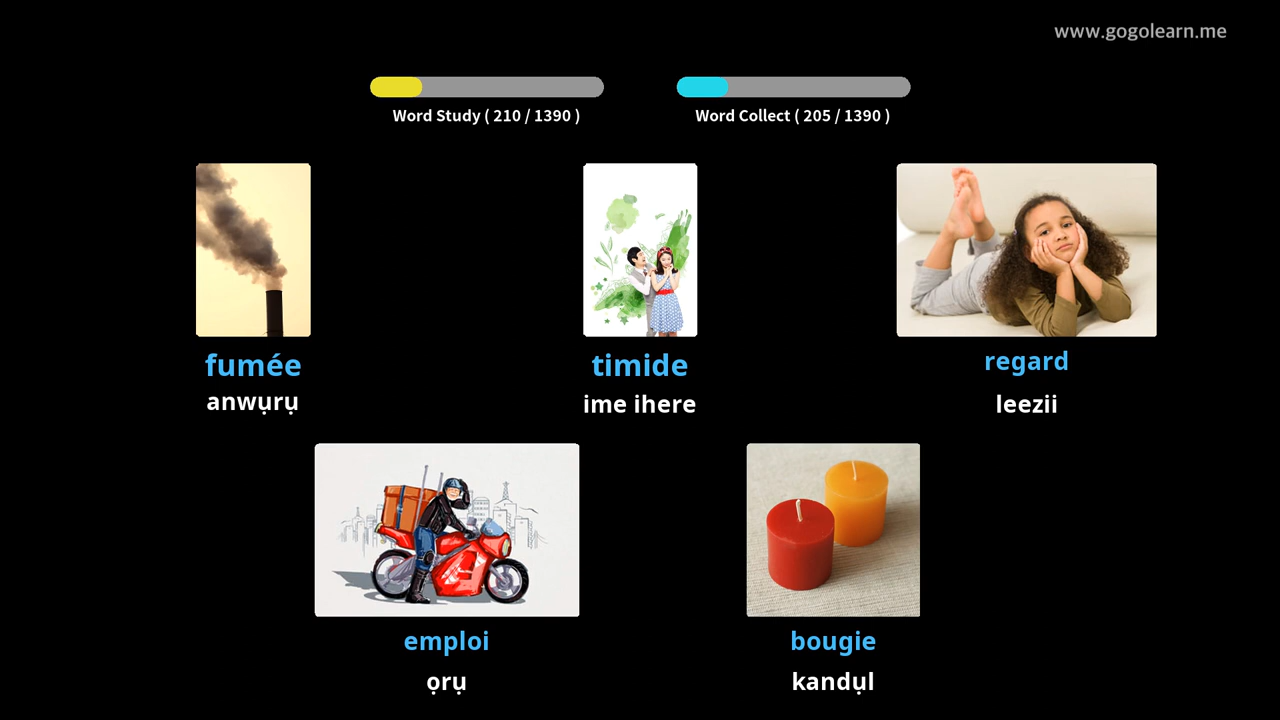 www.gogolearn.me
Word Study ( 210 / 1390 )
Word Collect ( 205 / 1390 )
fumée
anwụrụ
timide
ime ihere
regard
leezii
emploi
ọrụ
bougie
kandụl